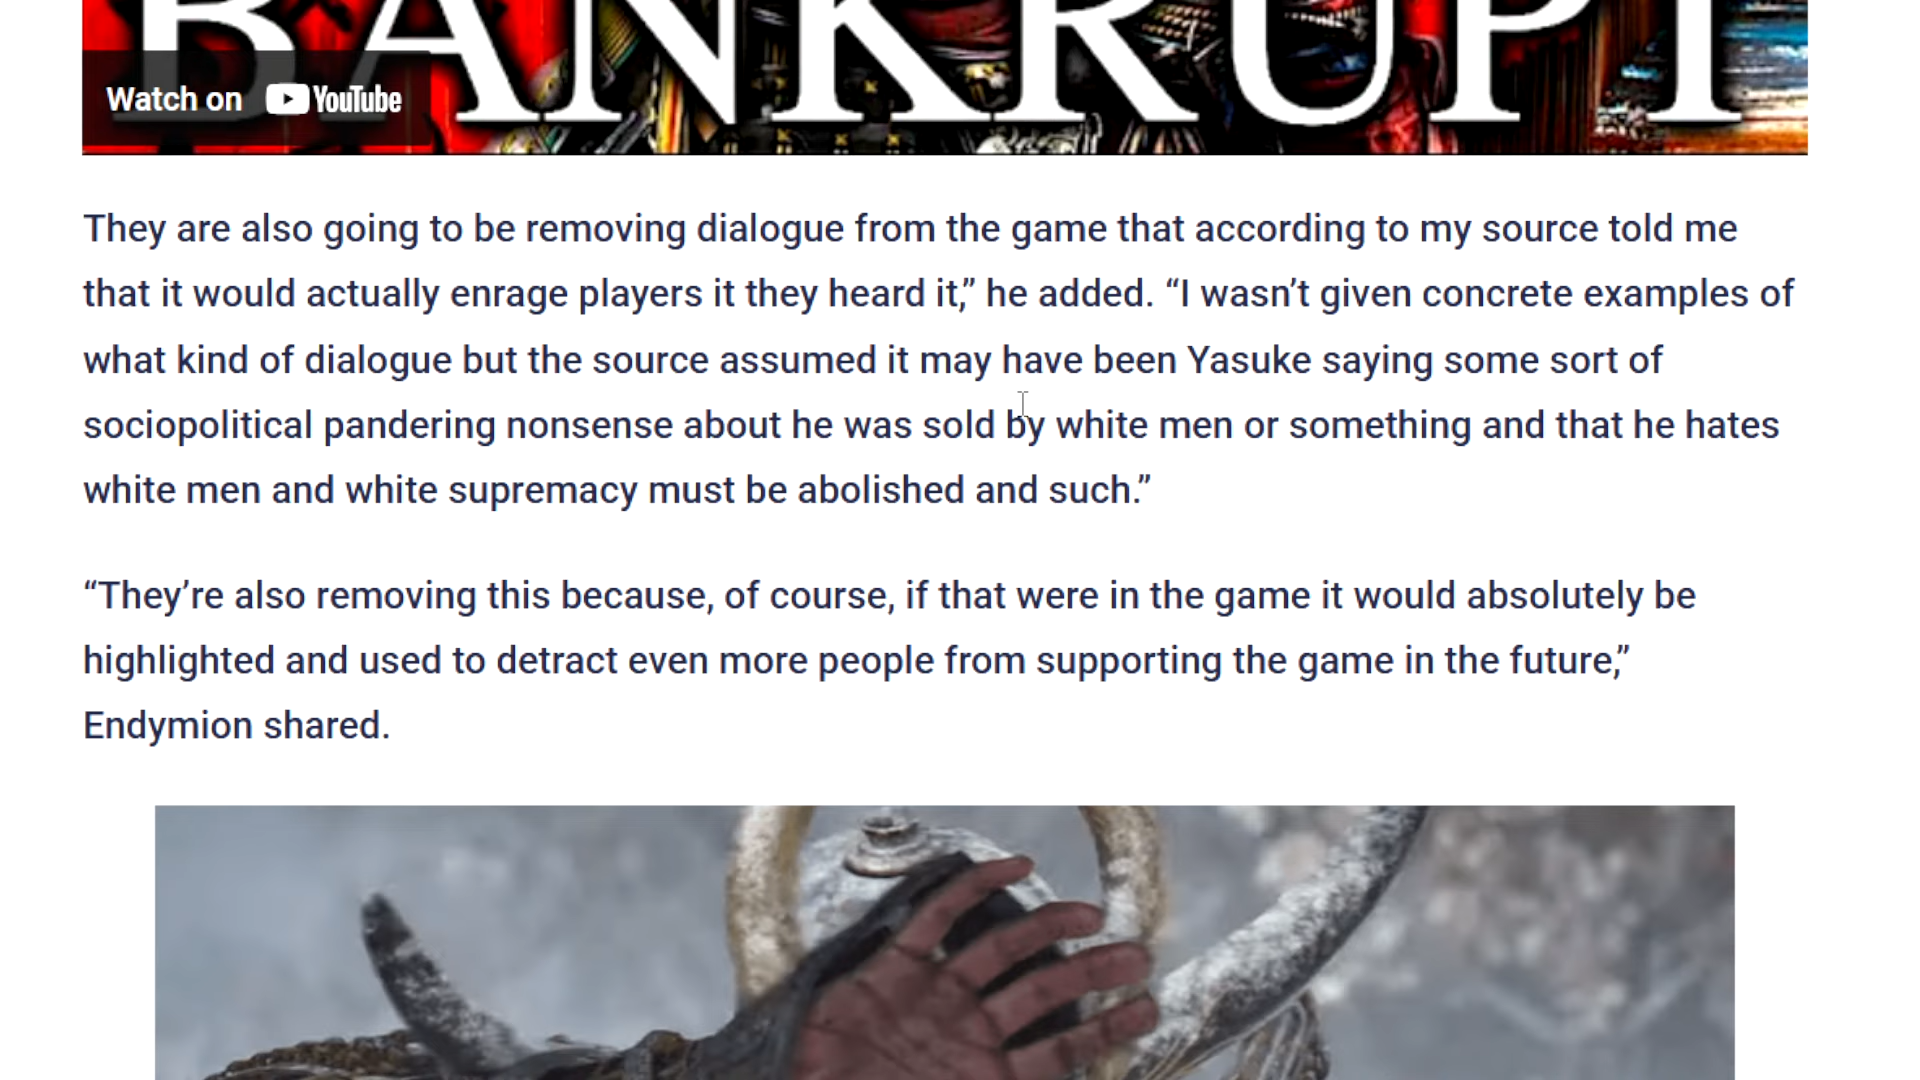 BANKRUPT
Watch on YouTube
They are also going to be removing dialogue from the game that according to my source told me
that it would actually enrage players it they heard it,” he added. “I wasn’t given concrete examples of
what kind of dialogue but the source assumed it may have been Yasuke saying some sort of
sociopolitical pandering nonsense about he was sold by white men or something and that he hates
white men and white supremacy must be abolished and such.”
“They’re also removing this because, of course, if that were in the game it would absolutely be
highlighted and used to detract even more people from supporting the game in the future,”
Endymion shared.